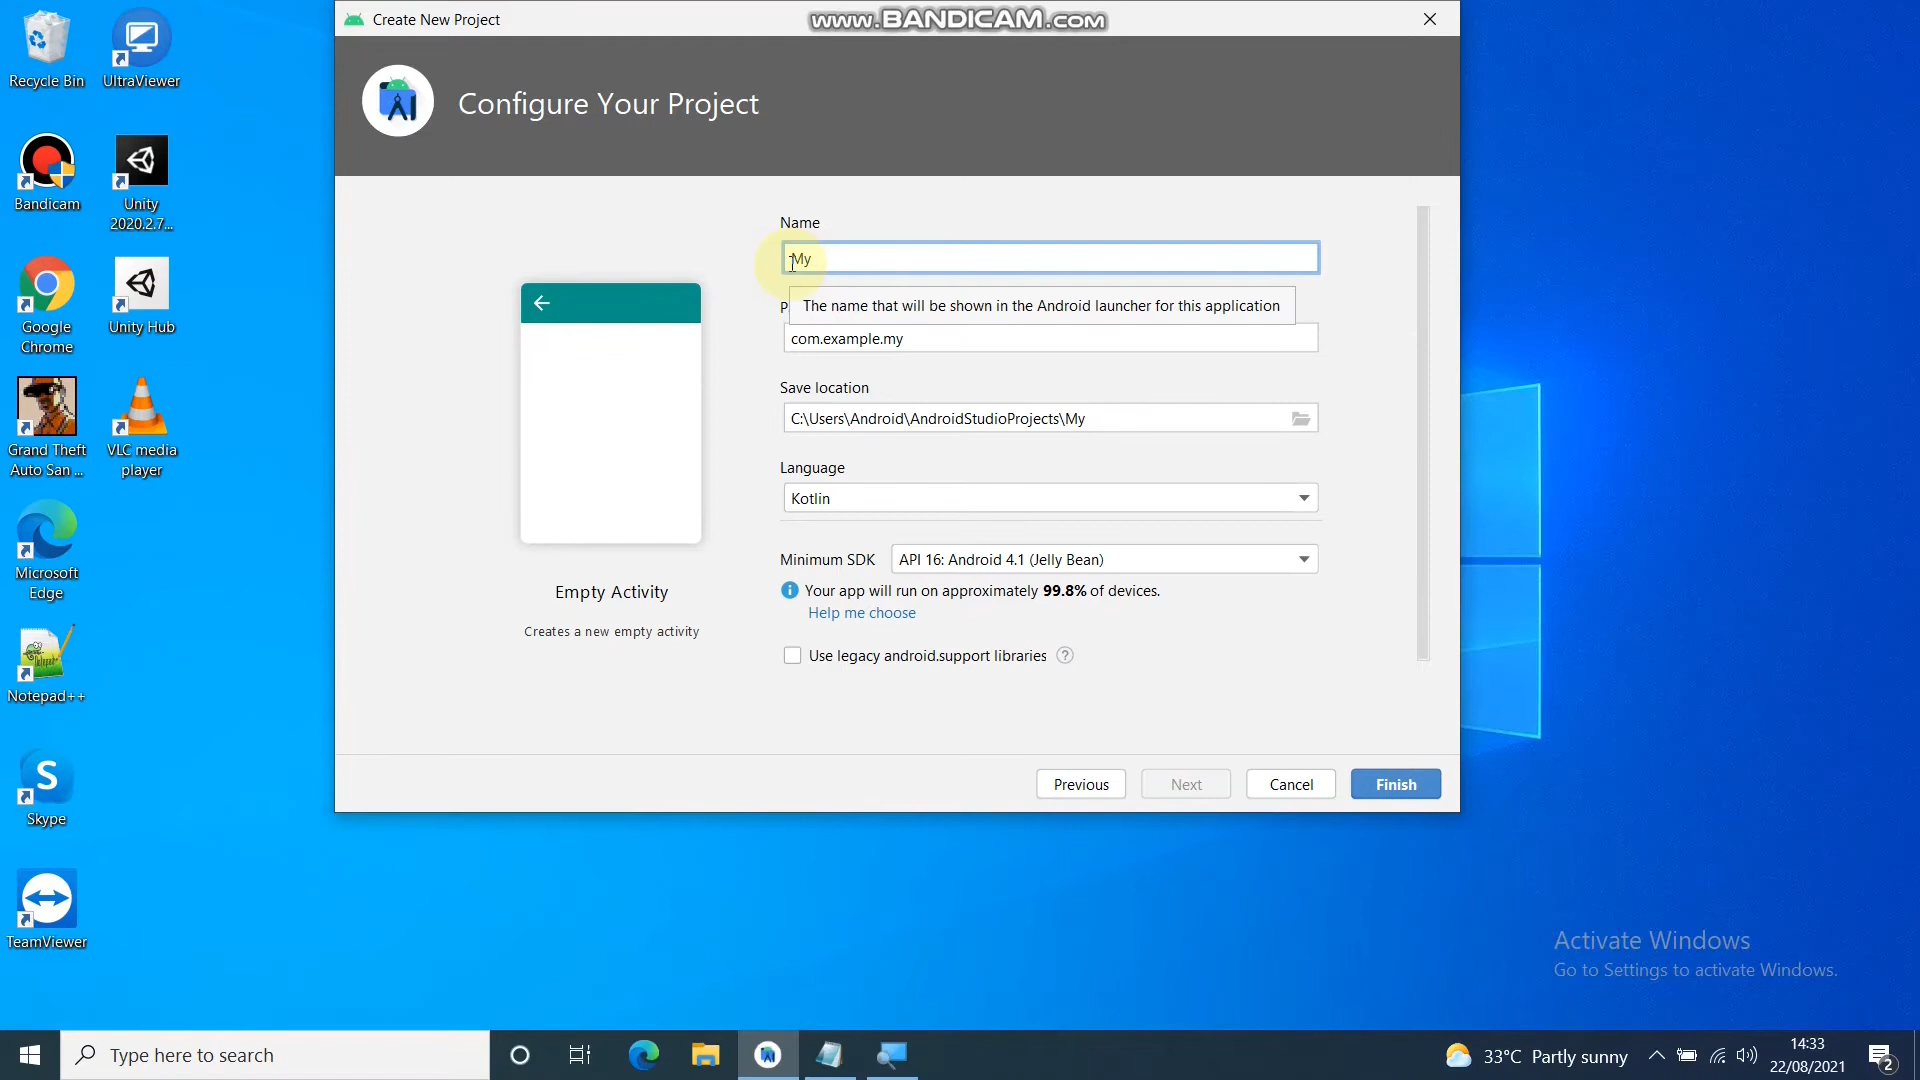 Create New Project
www.BANDICAM.com
Configure Your Project
Recycle Bin
UltraViewer
Bandicam
Unity
2020.2.7...
Google
Chrome
Unity Hub
Grand Theft
Auto San ...
VLC media
player
Microsoft
Edge
Notepad++
Skype
TeamViewer
Empty Activity
Creates a new empty activity
Name
My
P
The name that will be shown in the Android launcher for this application
com.example.my
Save location
C:\Users\Android\AndroidStudioProjects\My
Language
Kotlin
Minimum SDK
API 16: Android 4.1 (Jelly Bean)
Your app will run on approximately 99.8% of devices.
Help me choose
Use legacy android.support libraries ?
Previous
Next
Cancel
Finish
Activate Windows
Go to Settings to activate Windows.
Type here to search
33°C Partly sunny
14:33
22/08/2021
2